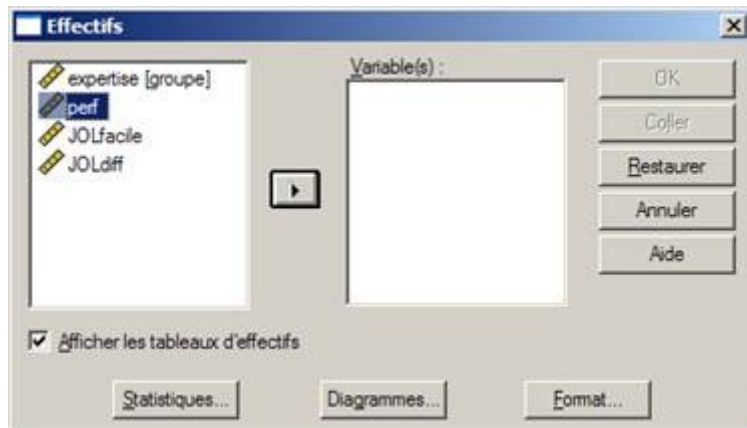 Effectifs
expertise [groupe]
perf
JOLfacile
JOLdiff
Variable(s) :
OK
Coller
Restaurer
Annuler
Aide
Afficher les tableaux d'effectifs
Statistiques...
Diagrammes...
Format...